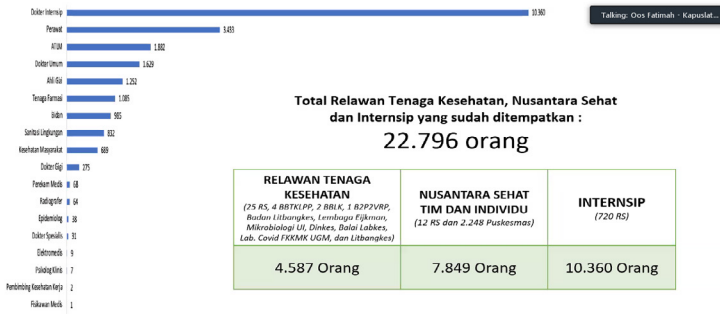 Dokter Internsip 10.360
Perawat 3.433
ATLM 1.882
Dokter Umum 1.629
Ahli Gizi 1.252
Tenaga Farmasi 1.085
Bidan 985
Sanitasi Lingkungan 832
Kesehatan Masyarakat 689
Dokter Gigi 275
Perekam Medis 68
Radiografer 64
Epidemiolog 38
Dokter Spesialis 31
Elektromedis 9
Psikolog Klinis 7
Pembimbing Kesehatan Kerja 2
Fisikawan Medis 1
Talking: Oos Fatimah - Kapuslat...
Total Relawan Tenaga Kesehatan, Nusantara Sehat
dan Internsip yang sudah ditempatkan :
22.796 orang
RELAWAN TENAGA
KESEHATAN
(25 RS, 4 BBTKLPP, 2 BBLK, 1 B2P2VRP,
Badan Litbangkes, Lembaga Eijkman,
Mikrobiologi UI, Dinkes, Balai Labkes,
Lab. Covid FKKMK UGM, dan Litbangkes)
NUSANTARA SEHAT
TIM DAN INDIVIDU
(12 RS dan 2.248 Puskesmas)
INTERNSIP
(720 RS)
4.587 Orang
7.849 Orang
10.360 Orang